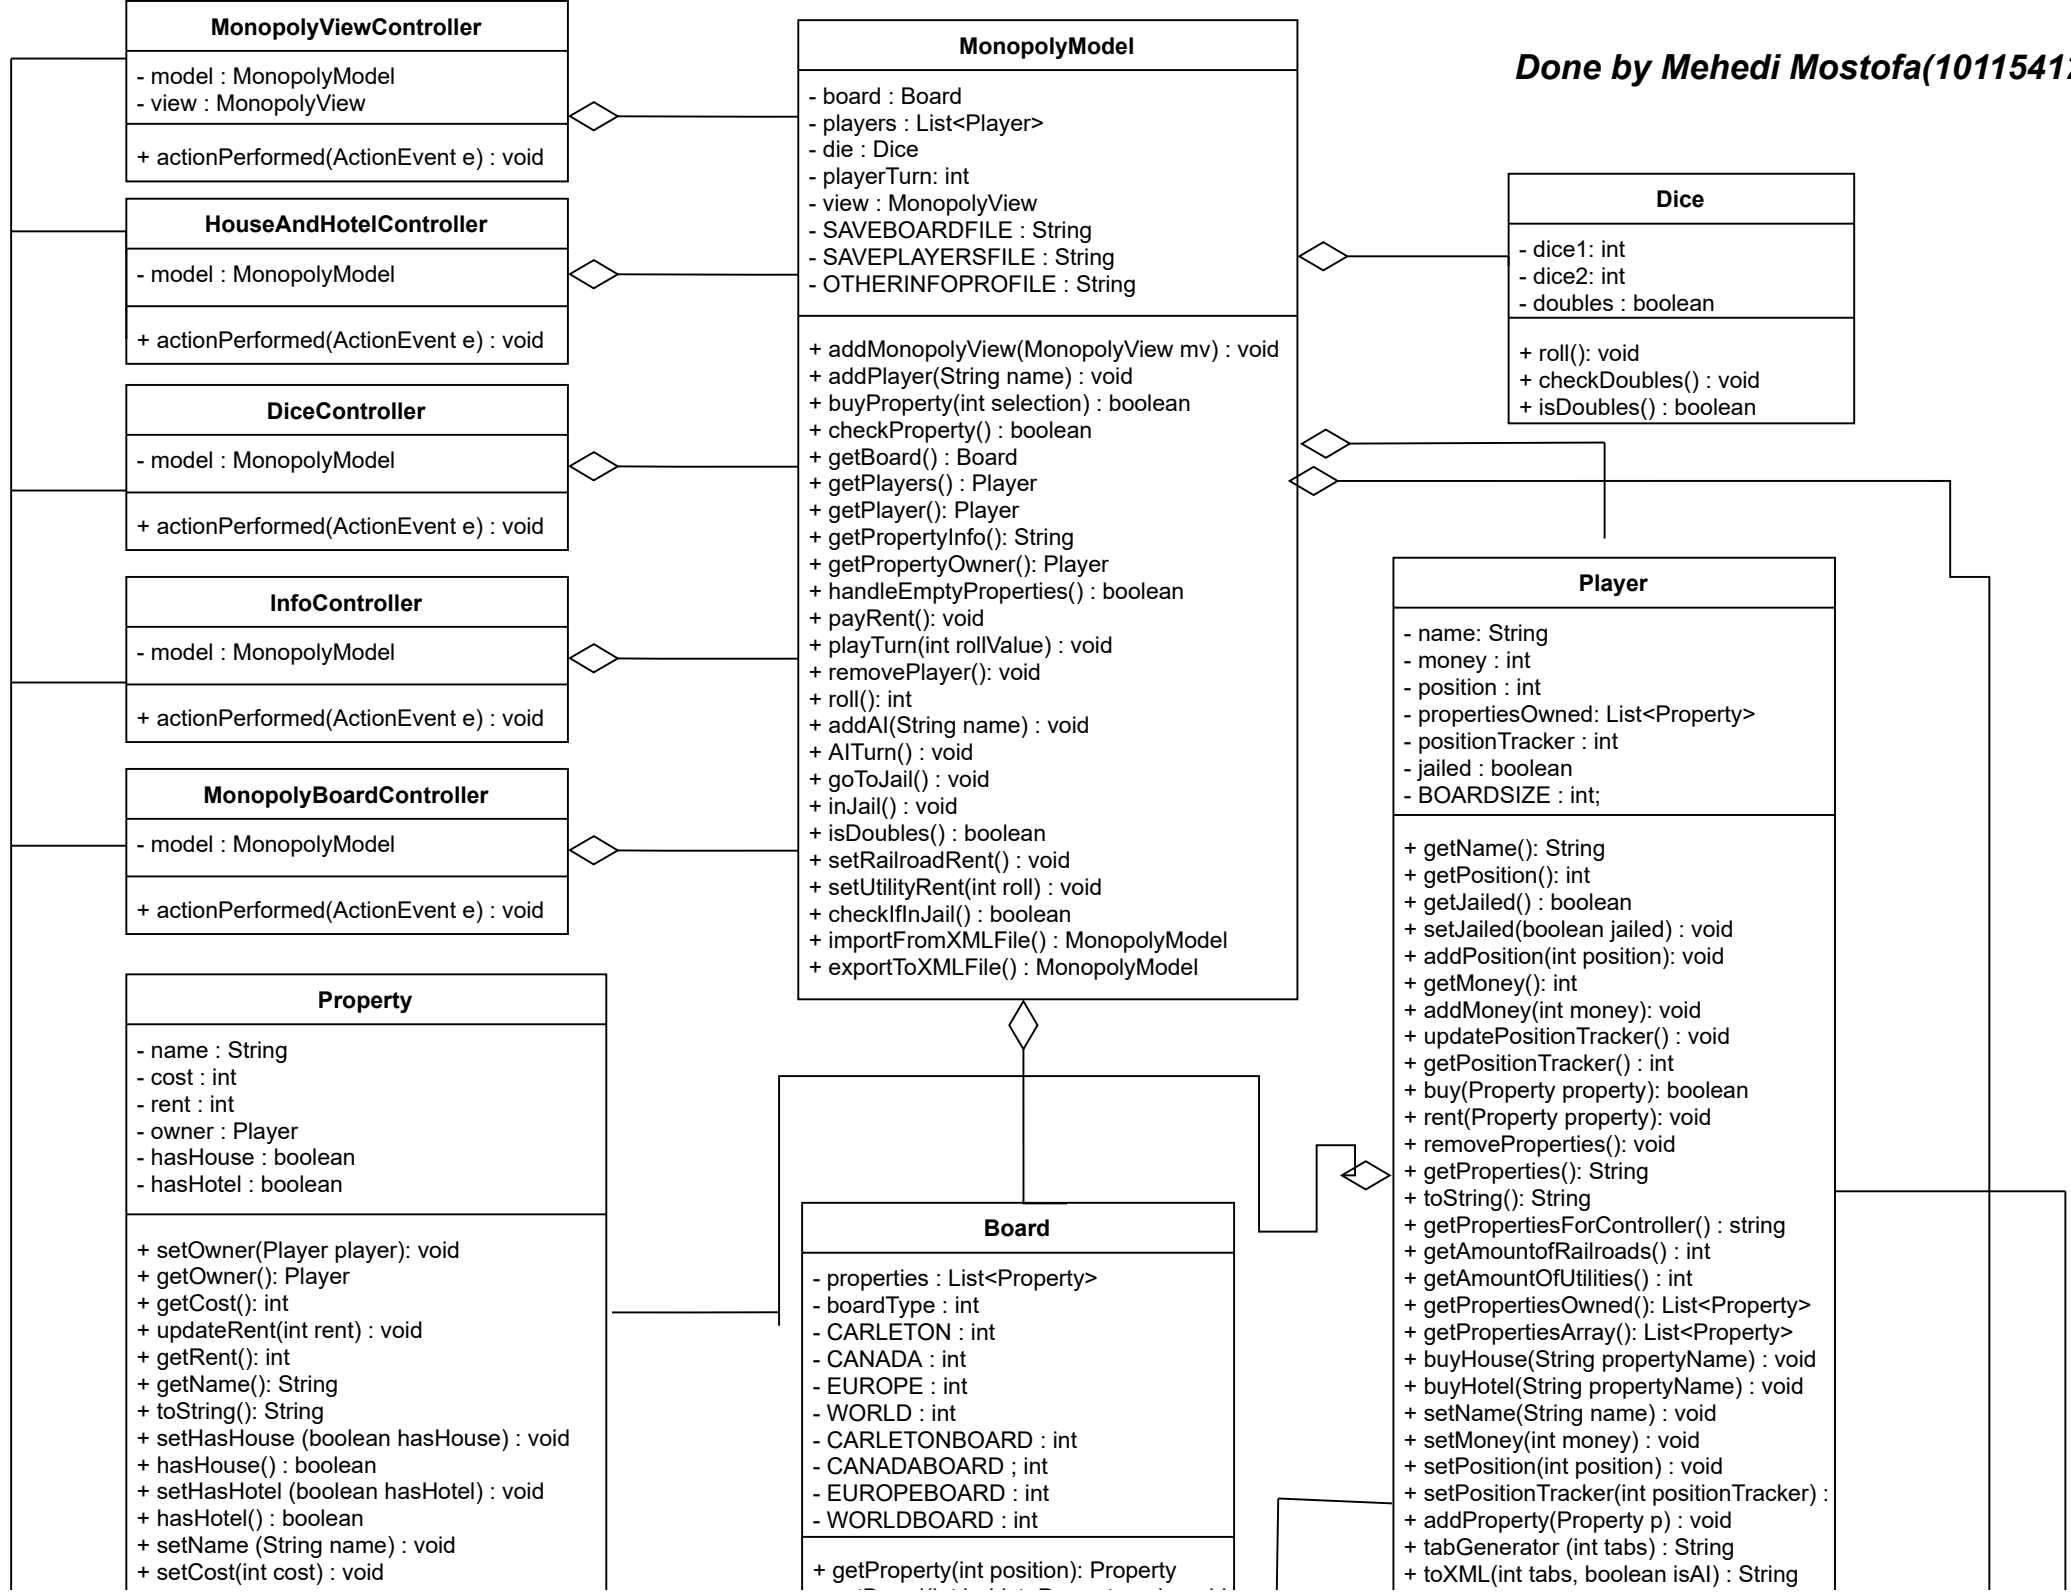 MonopolyViewController
- model : MonopolyModel
- view : MonopolyView
+ actionPerformed(ActionEvent e) : void
HouseAndHotelController
- model : MonopolyModel
+ actionPerformed(ActionEvent e) : void
DiceController
- model : MonopolyModel
+ actionPerformed(ActionEvent e) : void
InfoController
- model : MonopolyModel
+ actionPerformed(ActionEvent e) : void
MonopolyBoardController
- model : MonopolyModel
+ actionPerformed(ActionEvent e) : void
Property
- name : String
- cost : int
- rent : int
- owner : Player
- hasHouse : boolean
- hasHotel : boolean
+ setOwner(Player player): void
+ getOwner(): Player
+ getCost(): int
+ updateRent(int rent) : void
+ getRent(): int
+ getName(): String
+ toString(): String
+ setHasHouse (boolean hasHouse) : void
+ hasHouse() : boolean
+ setHasHotel (boolean hasHotel) : void
+ hasHotel() : boolean
+ setName (String name) : void
+ setCost(int cost) : void
MonopolyModel
- board : Board
- players : List<Player>
- die : Dice
- playerTurn: int
- view : MonopolyView
- SAVEBOARDFILE : String
- SAVEPLAYERSFILE : String
- OTHERINFOPROFILE : String
+ addMonopolyView(MonopolyView mv) : void
+ addPlayer(String name) : void
+ buyProperty(int selection) : boolean
+ checkProperty() : boolean
+ getBoard() : Board
+ getPlayers() : Player
+ getPlayer(): Player
+ getPropertyInfo(): String
+ getPropertyOwner(): Player
+ handleEmptyProperties() : boolean
+ payRent(): void
+ playTurn(int rollValue) : void
+ removePlayer(): void
+ roll(): int
+ addAI(String name) : void
+ AITurn() : void
+ goToJail() : void
+ inJail() : void
+ isDoubles() : boolean
+ setRailroadRent() : void
+ setUtilityRent(int roll) : void
+ checkIfInJail() : boolean
+ importFromXMLFile() : MonopolyModel
+ exportToXMLFile() : MonopolyModel
Board
- properties : List<Property>
- boardType : int
- CARLETON : int
- CANADA : int
- EUROPE : int
- WORLD : int
- CARLETONBOARD : int
- CANADABOARD ; int
- EUROPEBOARD : int
- WORLDBOARD : int
+ getProperty(int position): Property
Done by Mehedi Mostofa(10115412
Dice
- dice1: int
- dice2: int
- doubles : boolean
+ roll(): void
+ checkDoubles() : void
+ isDoubles() : boolean
Player
- name: String
- money : int
- position : int
- propertiesOwned: List<Property>
- positionTracker : int
- jailed : boolean
- BOARDSIZE : int;
+ getName(): String
+ getPosition(): int
+ getJailed() : boolean
+ setJailed(boolean jailed) : void
+ addPosition(int position): void
+ getMoney(): int
+ addMoney(int money): void
+ updatePositionTracker() : void
+ getPositionTracker() : int
+ buy(Property property): boolean
+ rent(Property property): void
+ removeProperties(): void
+ getProperties(): String
+ toString(): String
+ getPropertiesForController() : string
+ getAmountofRailroads() : int
+ getAmountOfUtilities() : int
+ getPropertiesOwned(): List<Property>
+ getPropertiesArray(): List<Property>
+ buyHouse(String propertyName) : void
+ buyHotel(String propertyName) : void
+ setName(String name) : void
+ setMoney(int money) : void
+ setPosition(int position) : void
+ setPositionTracker(int positionTracker) :
+ addProperty(Property p) : void
+ tabGenerator (int tabs) : String
+ toXML(int tabs, boolean isAI) : String